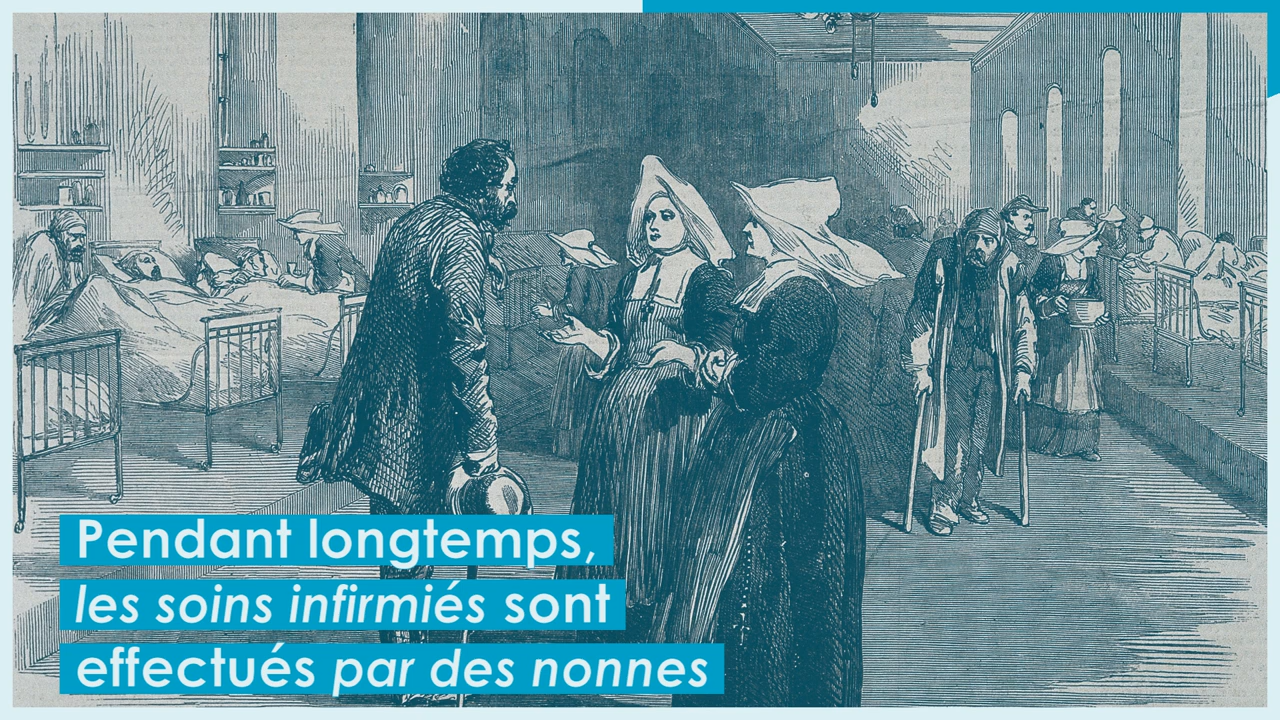 Pendant longtemps,
les soins infirmiés sont
effectués par des nonnes